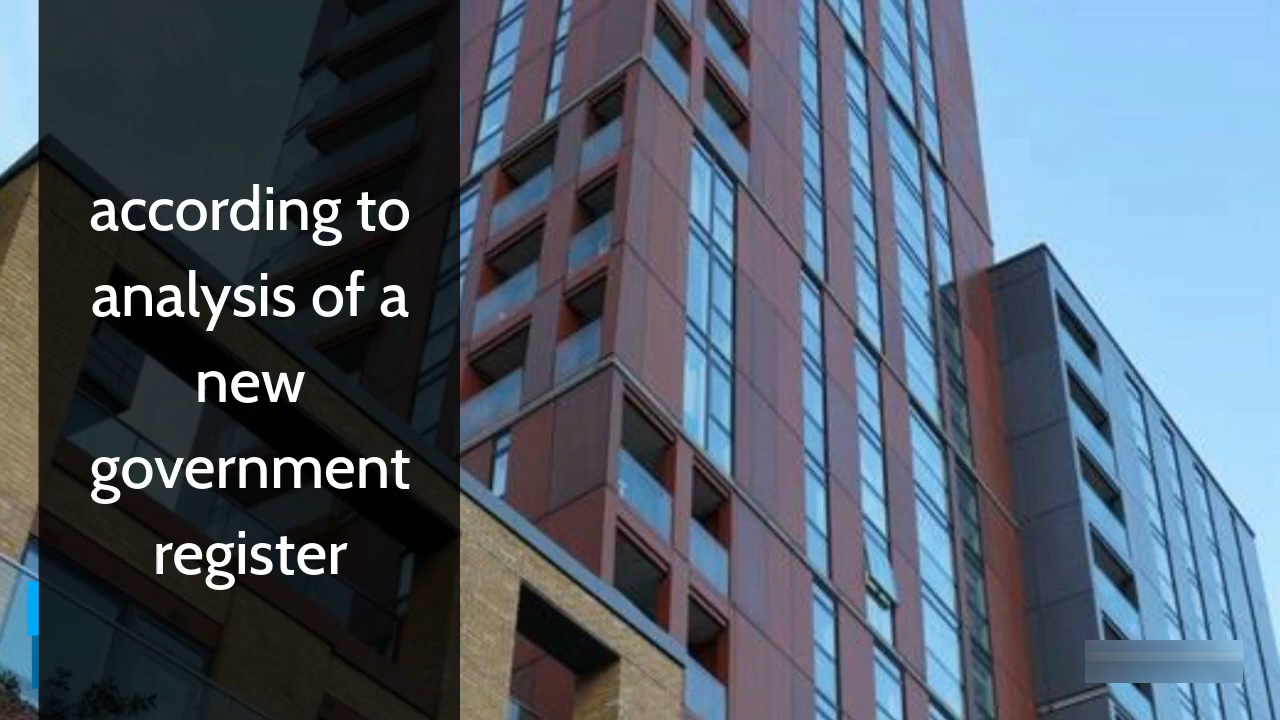 according to
analysis of a
new
government
register